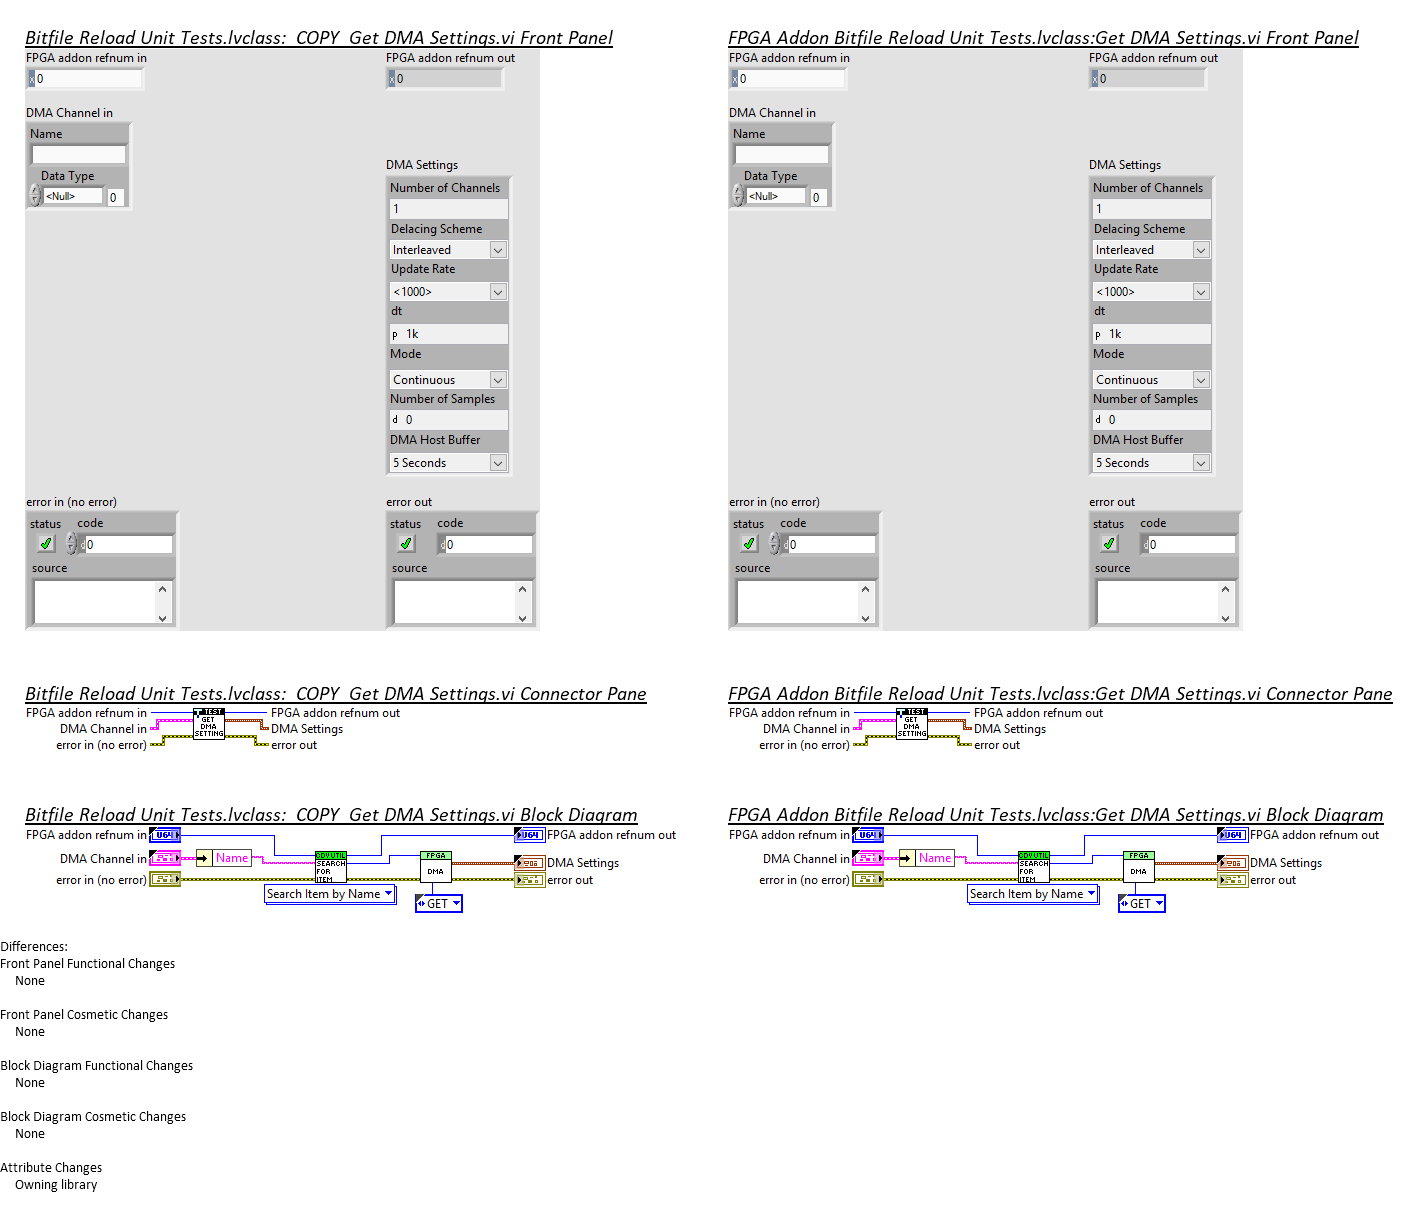 Bitfile Reload Unit Tests.lvclass:_COPY_Get DMA Settings.vi Front Panel
FPGA addon refnum in
x 0
FPGA addon refnum out
x 0
DMA Channel in
Name
Data Type
<Null>
0
DMA Settings
Number of Channels
1
Delacing Scheme
Interleaved
Update Rate
<1000>
dt
p 1k
Mode
Continuous
Number of Samples
d 0
DMA Host Buffer
5 Seconds
error in (no error)
status code
d 0
source
error out
status code
d 0
source
FPGA Addon Bitfile Reload Unit Tests.lvclass:Get DMA Settings.vi Front Panel
FPGA addon refnum in
x 0
FPGA addon refnum out
x 0
DMA Channel in
Name
Data Type
<Null>
0
DMA Settings
Number of Channels
1
Delacing Scheme
Interleaved
Update Rate
<1000>
dt
p 1k
Mode
Continuous
Number of Samples
d 0
DMA Host Buffer
5 Seconds
error in (no error)
status code
d 0
source
error out
status code
d 0
source
Bitfile Reload Unit Tests.lvclass:_COPY_Get DMA Settings.vi Connector Pane
FPGA addon refnum in
DMA Channel in
error in (no error)
TEST
GET
DMA
SETTING
FPGA addon refnum out
DMA Settings
error out
FPGA Addon Bitfile Reload Unit Tests.lvclass:Get DMA Settings.vi Connector Pane
FPGA addon refnum in
DMA Channel in
error in (no error)
TEST
GET
DMA
SETTING
FPGA addon refnum out
DMA Settings
error out
Bitfile Reload Unit Tests.lvclass:_COPY_Get DMA Settings.vi Block Diagram
FPGA addon refnum in
U64
DMA Channel in
Name
error in (no error)
CDV UTIL
SEARCH
FOR
ITEM
Search Item by Name
FPGA
DMA
GET
U64
FPGA addon refnum out
DMA Settings
error out
FPGA Addon Bitfile Reload Unit Tests.lvclass:Get DMA Settings.vi Block Diagram
FPGA addon refnum in
U64
DMA Channel in
Name
error in (no error)
CDV UTIL
SEARCH
FOR
ITEM
Search Item by Name
FPGA
DMA
GET
U64
FPGA addon refnum out
DMA Settings
error out
Differences:
Front Panel Functional Changes
None
Front Panel Cosmetic Changes
None
Block Diagram Functional Changes
None
Block Diagram Cosmetic Changes
None
Attribute Changes
Owning library